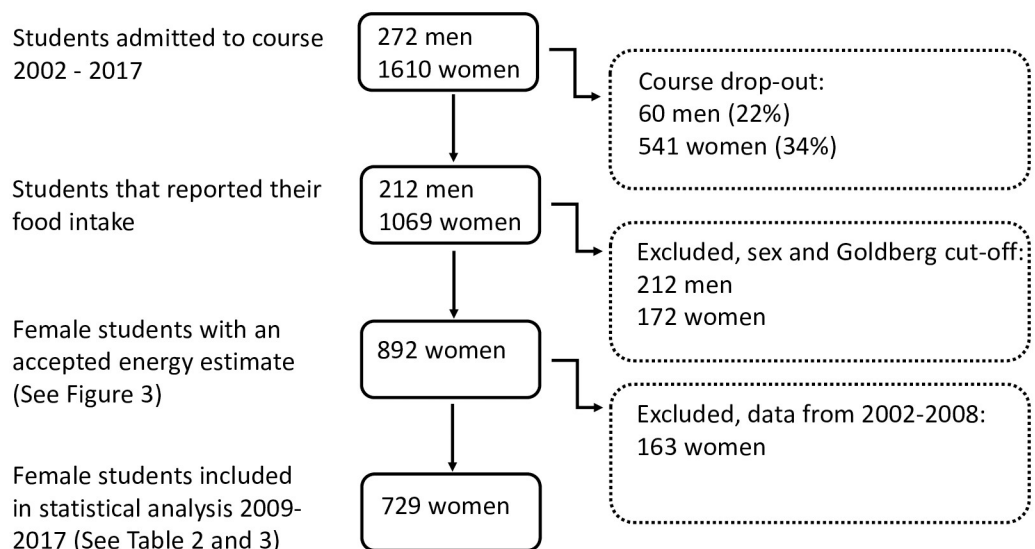 Students admitted to course
2002 - 2017
272 men
1610 women
Course drop-out:
60 men (22%)
541 women (34%)
Students that reported their
food intake
212 men
1069 women
Excluded, sex and Goldberg cut-off:
212 men
172 women
Female students with an
accepted energy estimate
(See Figure 3)
892 women
Excluded, data from 2002-2008:
163 women
Female students included
in statistical analysis 2009-
2017 (See Table 2 and 3)
729 women